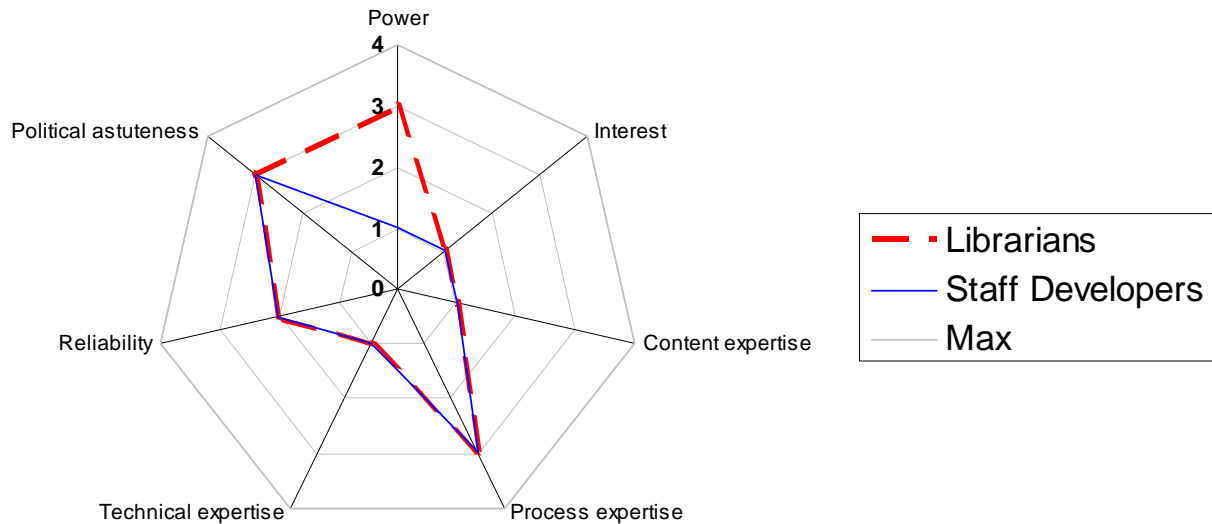 Power
4
3
2
1
0
Political astuteness
Interest
Reliability
Content expertise
Technical expertise
Process expertise
Librarians
Staff Developers
Max